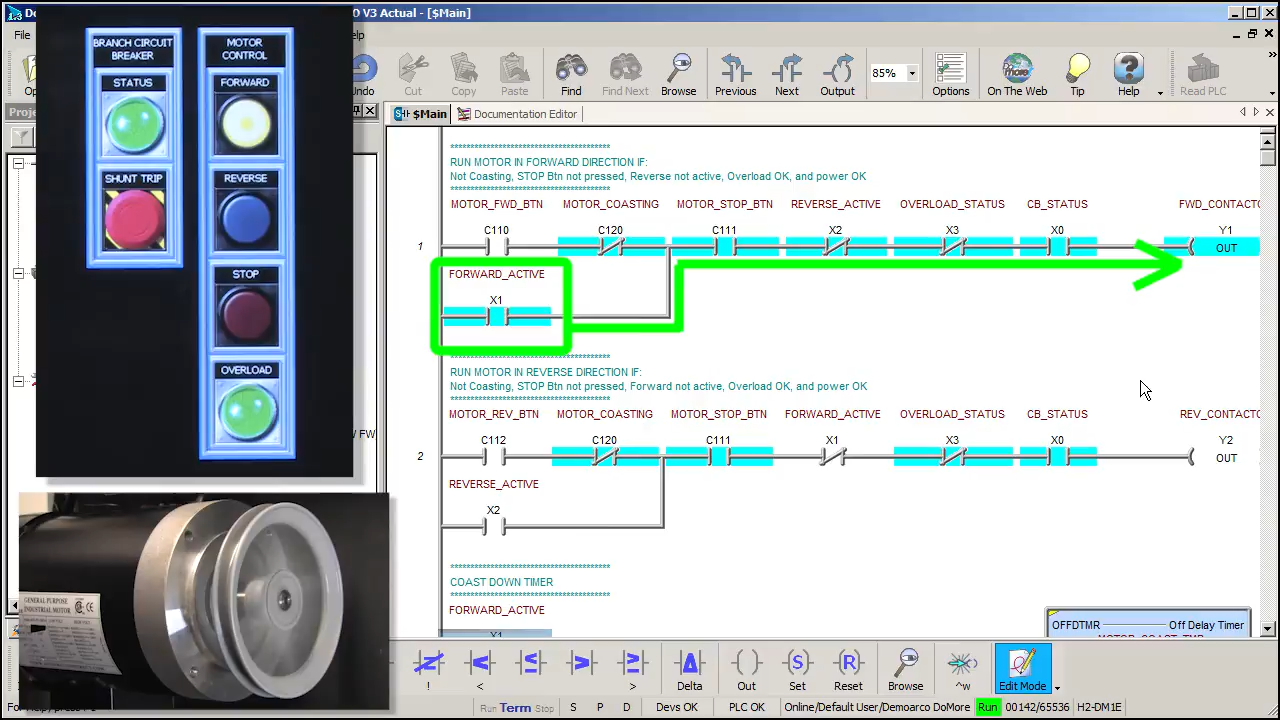 Do
O V3 Actual - [$Main]
File
elp
Undo
Cut
Copy
Paste
Find
Find Next
Browse
Previous
Next
Output
85%
Options
On The Web
Tip
Help
Read PLC
$Main
Documentation Editor
BRANCH CIRCUIT
BREAKER
STATUS
SHUNT TRIP
MOTOR
CONTROL
FORWARD
REVERSE
STOP
OVERLOAD
****************************************
RUN MOTOR IN FORWARD DIRECTION IF:
Not Coasting, STOP Btn not pressed, Reverse not active, Overload OK, and power OK
****************************************
MOTOR_FWD_BTN MOTOR_COASTING MOTOR_STOP_BTN REVERSE_ACTIVE OVERLOAD_STATUS CB_STATUS FWD_CONTACTO
C110 C120 C111 X2 X3 X0 Y1
1 OUT
FORWARD_ACTIVE
X1
****************************************
RUN MOTOR IN REVERSE DIRECTION IF:
Not Coasting, STOP Btn not pressed, Forward not active, Overload OK, and power OK
****************************************
MOTOR_REV_BTN MOTOR_COASTING MOTOR_STOP_BTN FORWARD_ACTIVE OVERLOAD_STATUS CB_STATUS REV_CONTACTO
C112 C120 C111 X1 X3 X0 Y2
2 OUT
REVERSE_ACTIVE
X2
W FW
****************************************
COAST DOWN TIMER
****************************************
FORWARD_ACTIVE
X1
OFFDTMR Off Delay Timer
MOTOR_COAST_TMR
GENERAL PURPOSE
INDUSTRIAL MOTOR
! < ≤ > ≥ Delta Out Set Reset Browse ^w Edit Mode
Run Term Stop S P D Devs OK PLC OK Online/Default User/Demoarco DoMore Run 00142/65536 H2-DM1E